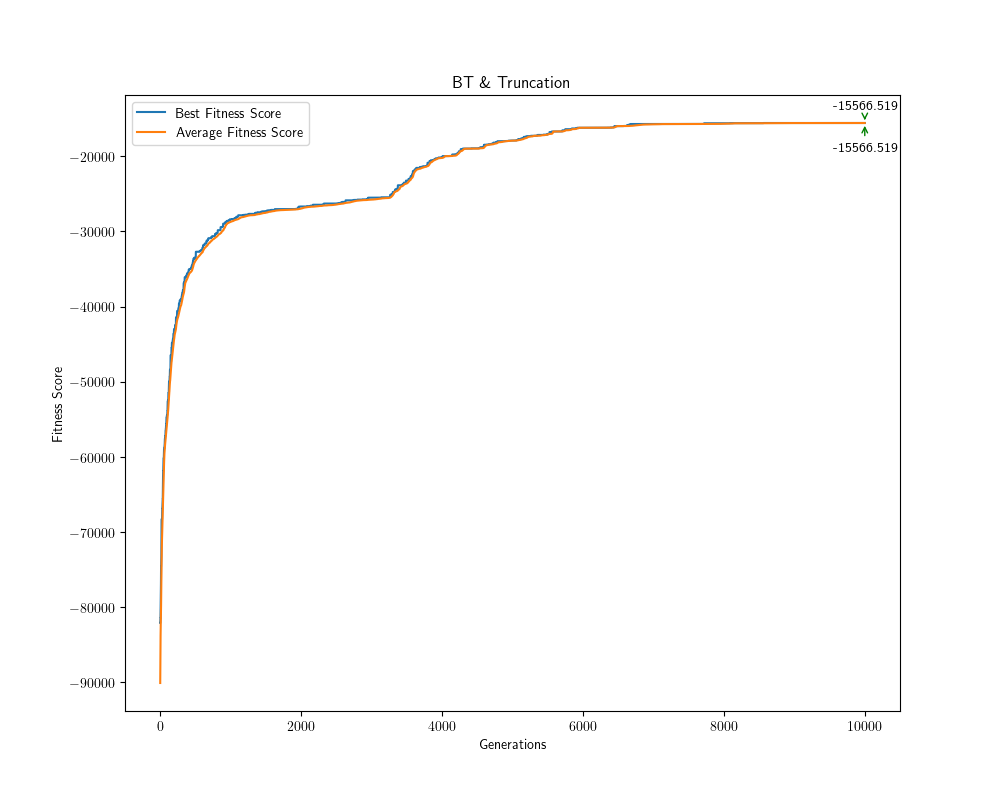 BT & Truncation
Best Fitness Score
Average Fitness Score
-15566.519
-15566.519
−20000
−30000
−40000
−50000
−60000
−70000
−80000
−90000
Fitness Score
0 2000 4000 6000 8000 10000
Generations